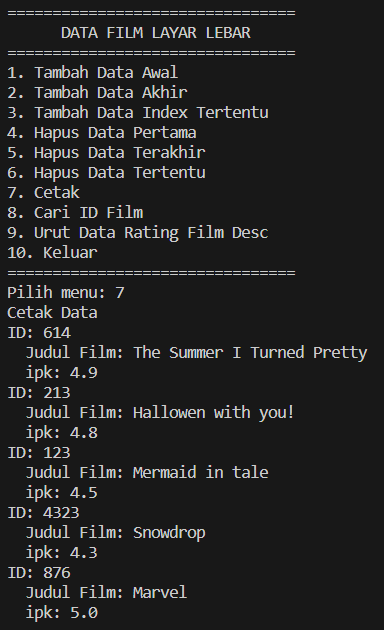 ================================
DATA FILM LAYAR LEBAR
================================
1. Tambah Data Awal
2. Tambah Data Akhir
3. Tambah Data Index Tertentu
4. Hapus Data Pertama
5. Hapus Data Terakhir
6. Hapus Data Tertentu
7. Cetak
8. Cari ID Film
9. Urut Data Rating Film Desc
10. Keluar
================================
Pilih menu: 7
Cetak Data
ID: 614
Judul Film: The Summer I Turned Pretty
ipk: 4.9
ID: 213
Judul Film: Hallowen with you!
ipk: 4.8
ID: 123
Judul Film: Mermaid in tale
ipk: 4.5
ID: 4323
Judul Film: Snowdrop
ipk: 4.3
ID: 876
Judul Film: Marvel
ipk: 5.0